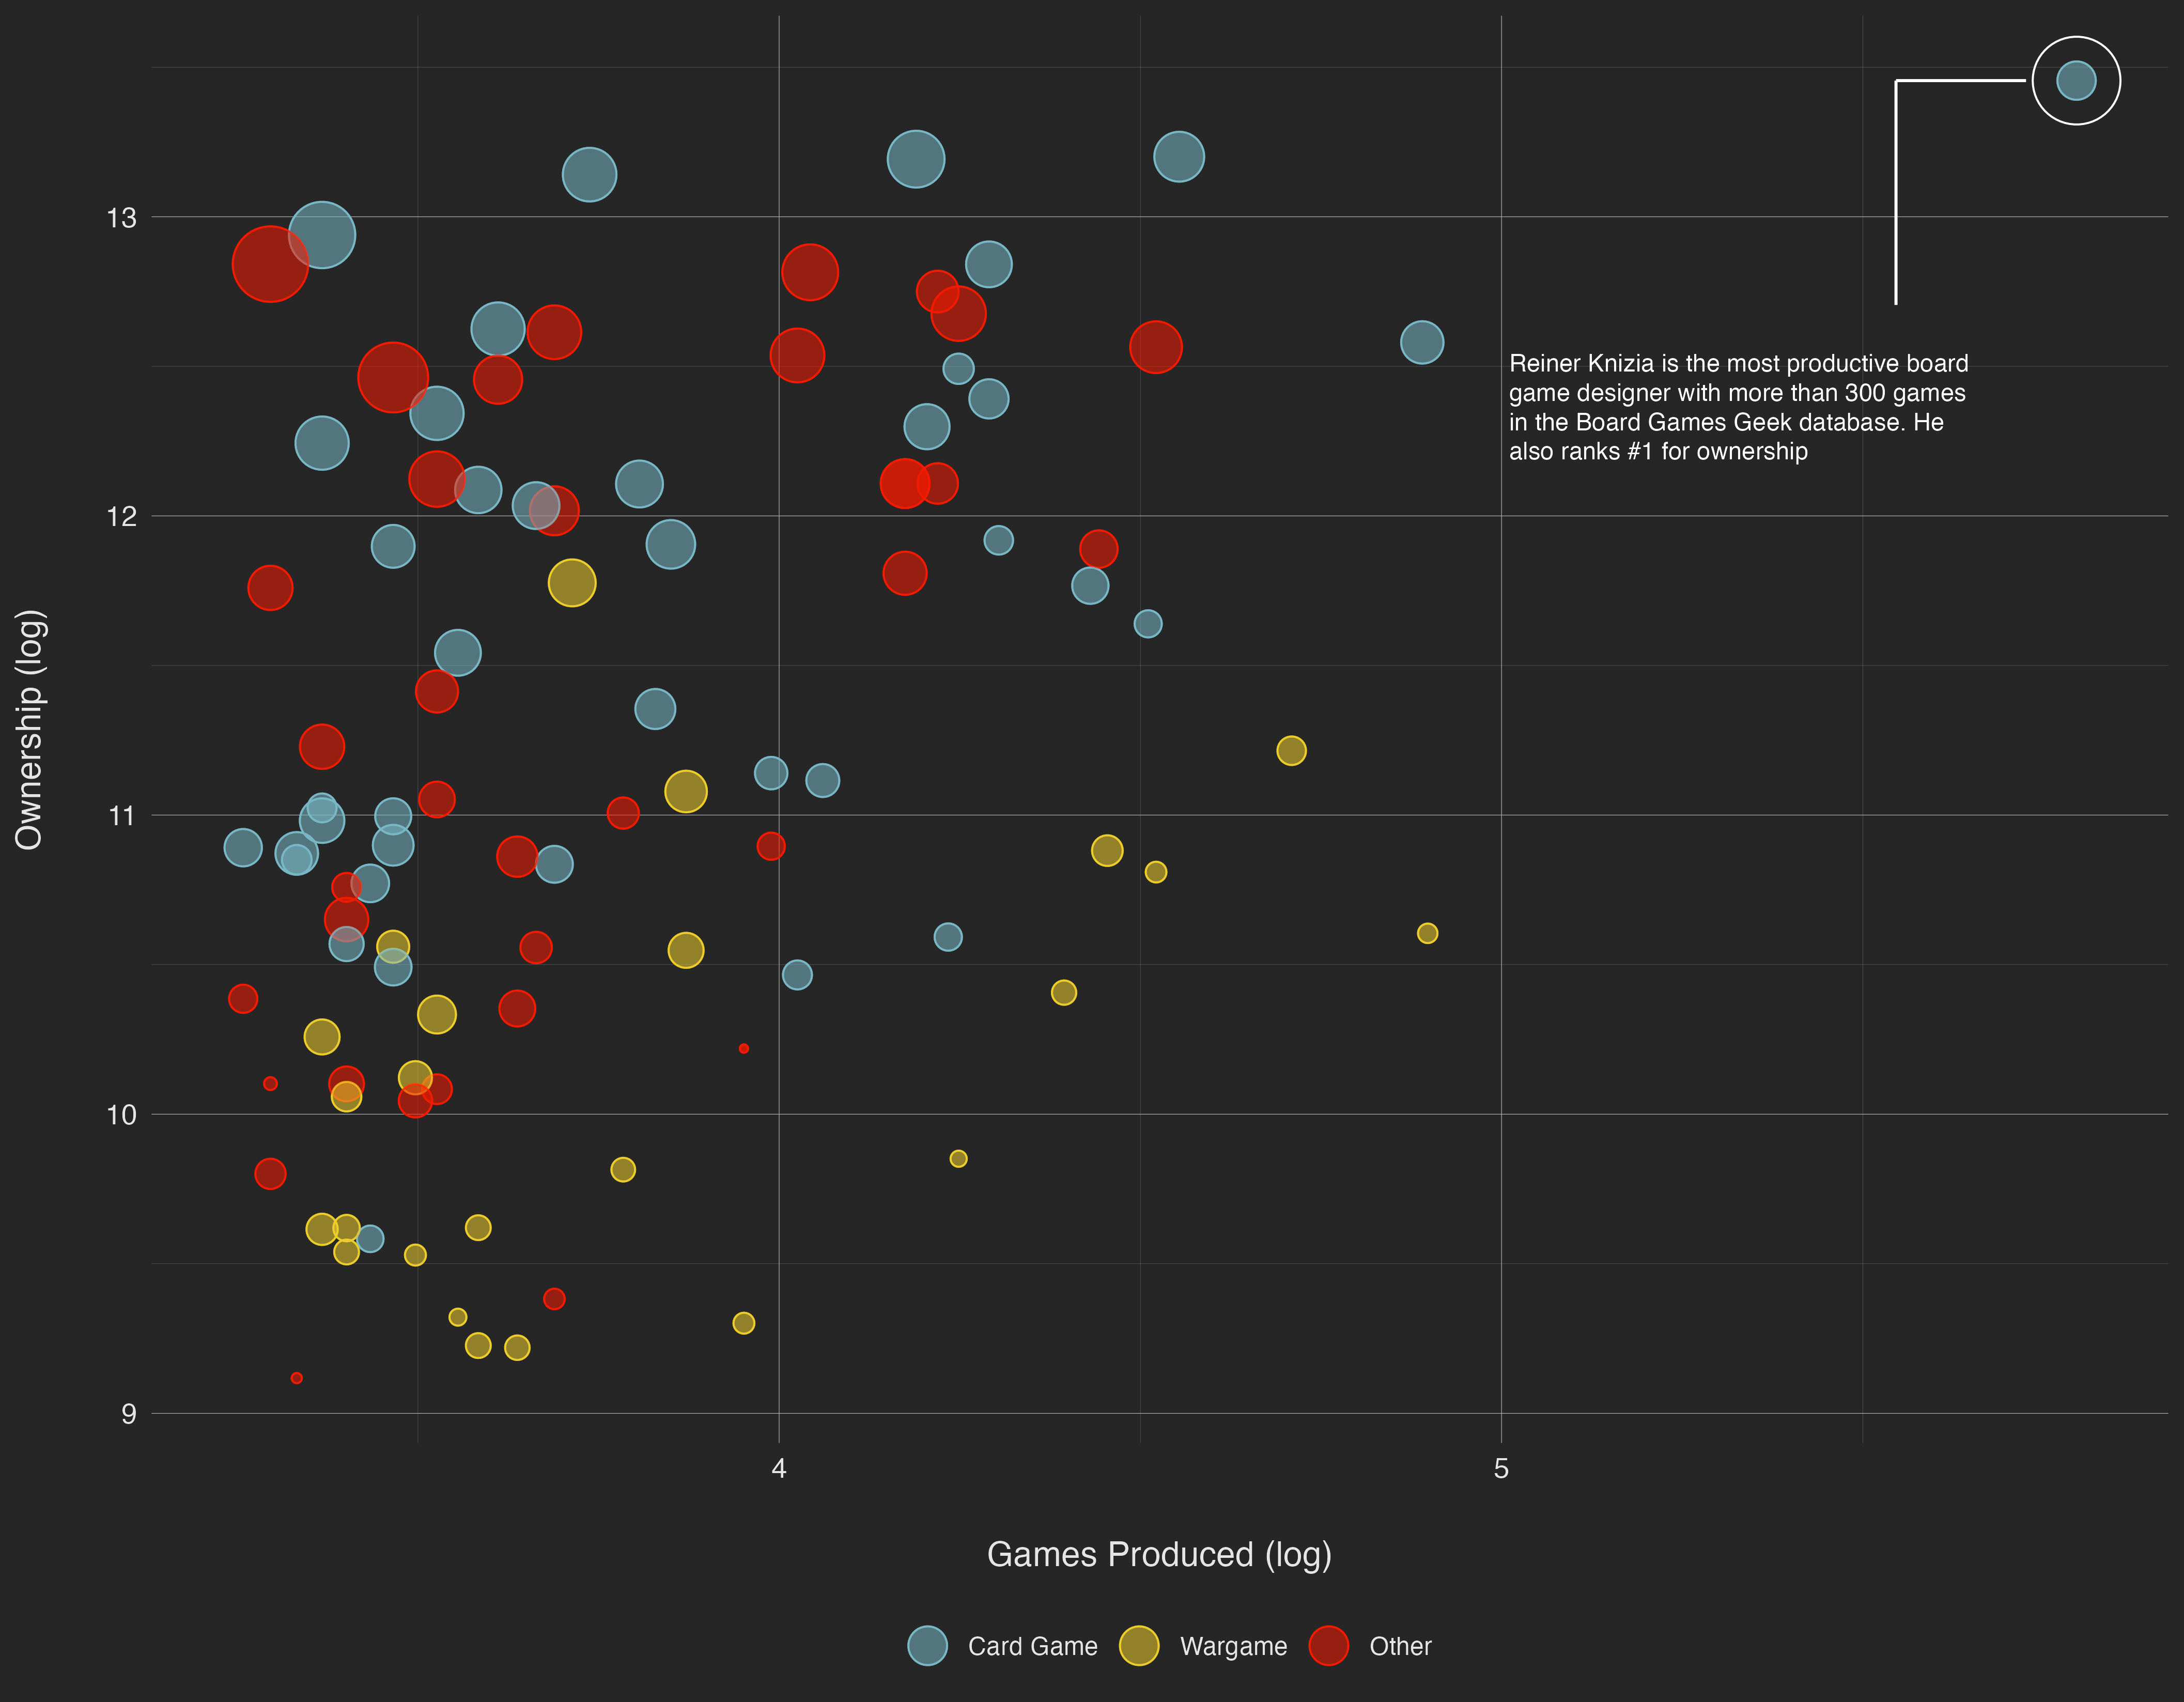 13
12
11
10
9
Ownership (log)
Reiner Knizia is the most productive board
game designer with more than 300 games
in the Board Games Geek database. He
also ranks #1 for ownership
4
5
Games Produced (log)
Card Game
Wargame
Other